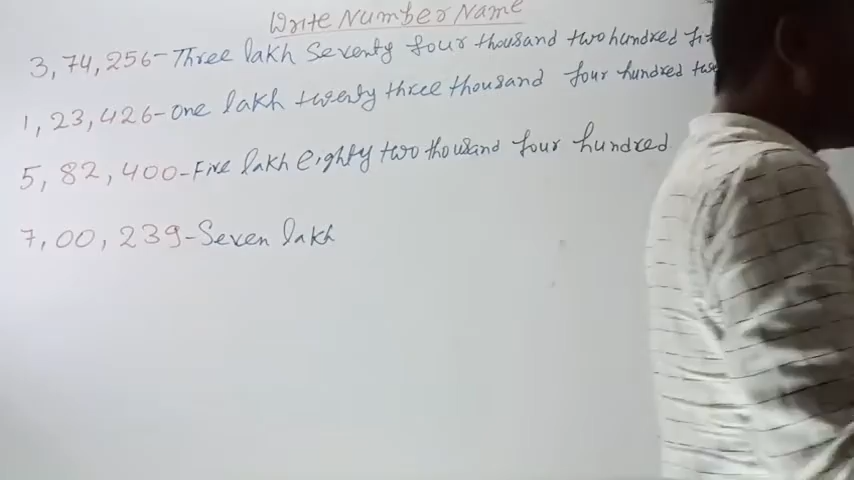 Write Number Name
3,74,256-Three lakh Seventy four thousand two hundred
1,23,426-One lakh twenty three thousand four hundred
5,82,400-Five lakh eighty two thousand four hundred
7,00,239-Seven lakh